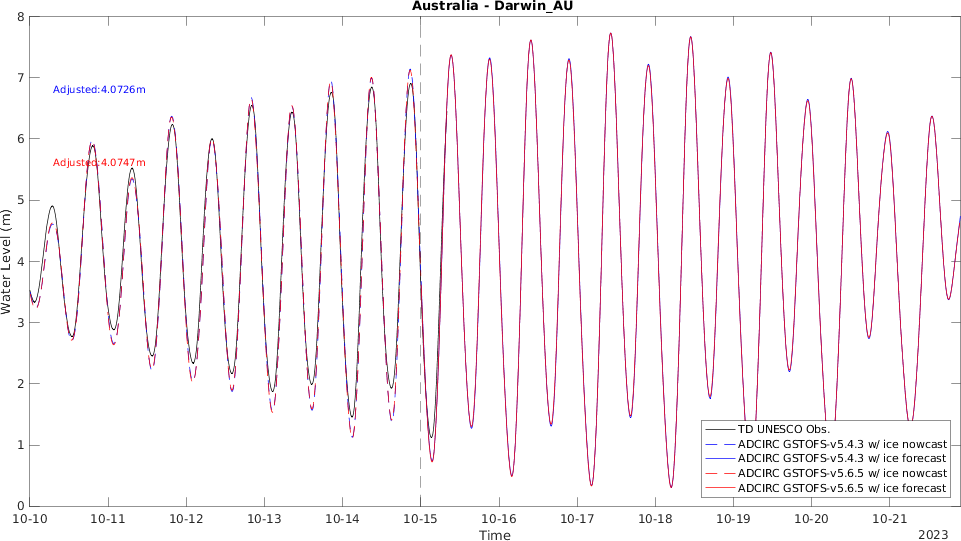 Australia - Darwin_AU
8
7
6
5
4
3
2
1
0
Water Level (m)
Adjusted:4.0726m
Adjusted:4.0747m
TD UNESCO Obs.
ADCIRC GSTOFS-v5.4.3 w/ ice nowcast
ADCIRC GSTOFS-v5.4.3 w/ ice forecast
ADCIRC GSTOFS-v5.6.5 w/ ice nowcast
ADCIRC GSTOFS-v5.6.5 w/ ice forecast
10-10 10-11 10-12 10-13 10-14 10-15 10-16 10-17 10-18 10-19 10-20 10-21
Time
2023